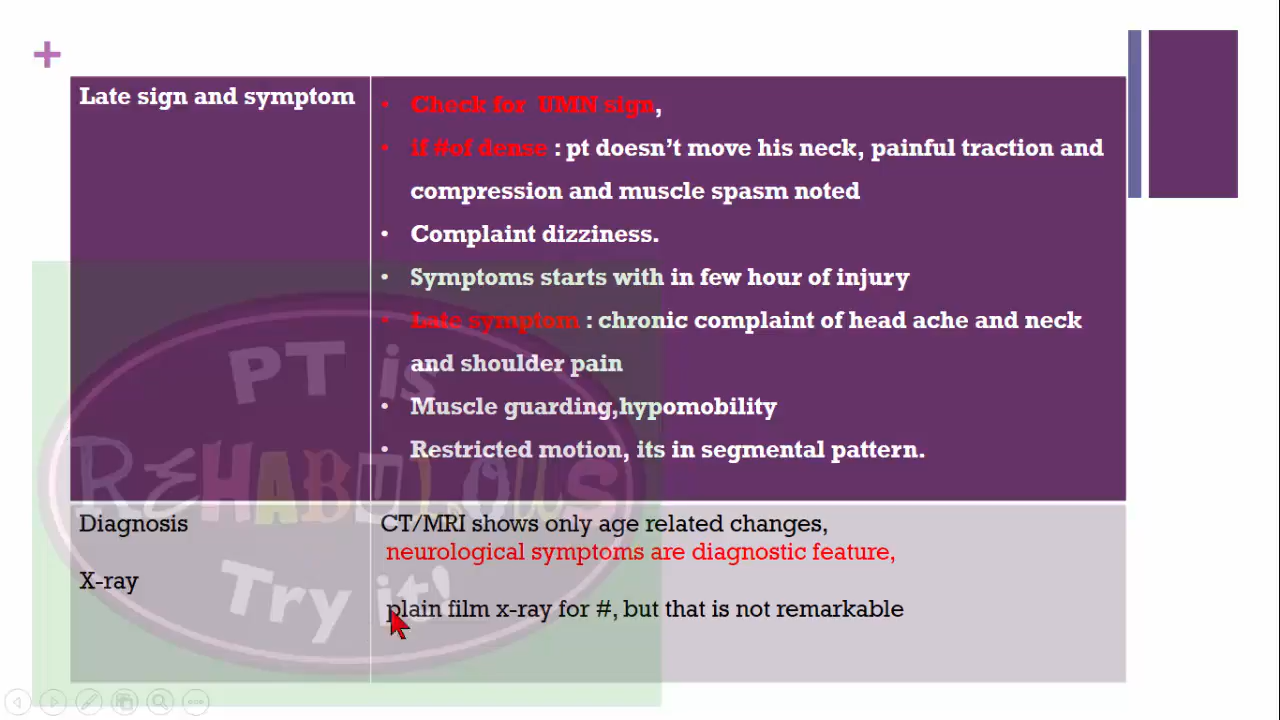 +
Late sign and symptom
• Check for UMN sign,
• if #of dense : pt doesn’t move his neck, painful traction and
compression and muscle spasm noted
• Complaint dizziness.
• Symptoms starts with in few hour of injury
• Late symptom : chronic complaint of head ache and neck
and shoulder pain
• Muscle guarding,hypomobility
• Restricted motion, its in segmental pattern.
Diagnosis
CT/MRI shows only age related changes,
neurological symptoms are diagnostic feature,
X-ray
plain film x-ray for #, but that is not remarkable
PT is
REHABULOUS
Try it!